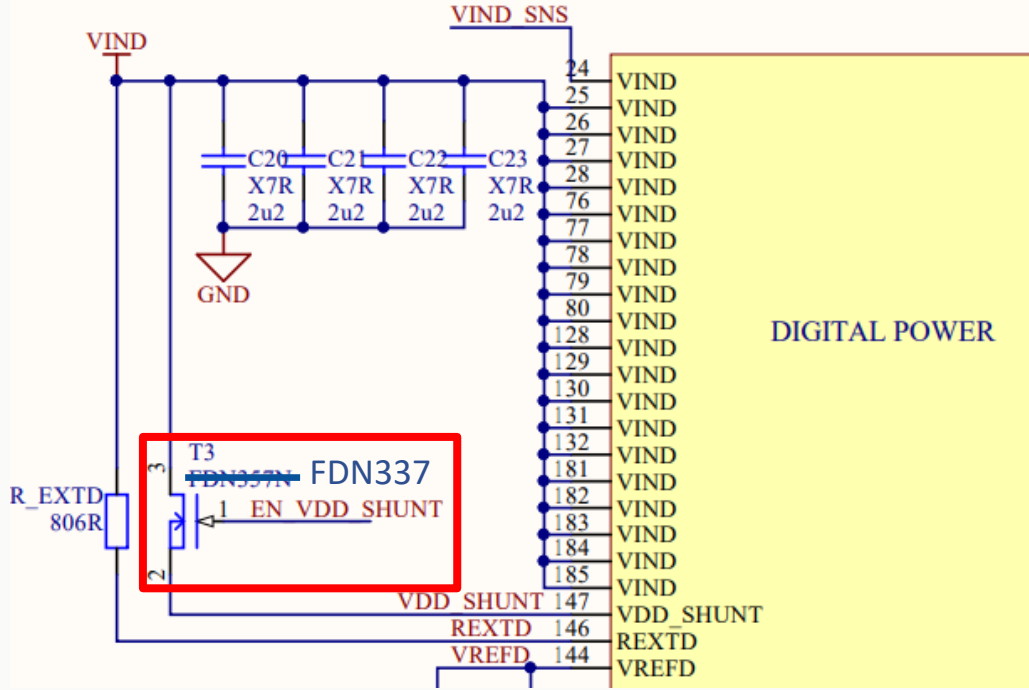 VIND_SNS
VIND
24 VIND
25 VIND
26 VIND
27 VIND
28 VIND
76 VIND
77 VIND
78 VIND
79 VIND
80 VIND
128 VIND
129 VIND
130 VIND
131 VIND
132 VIND
181 VIND
182 VIND
183 VIND
184 VIND
185 VIND
147 VDD_SHUNT
146 REXTD
144 VREFD
DIGITAL POWER
C20
X7R
2u2
C21
X7R
2u2
C22
X7R
2u2
C23
X7R
2u2
GND
T3
FDN357N FDN337
3
1 EN_VDD_SHUNT
2
R_EXTD
806R
VDD_SHUNT
REXTD
VREFD